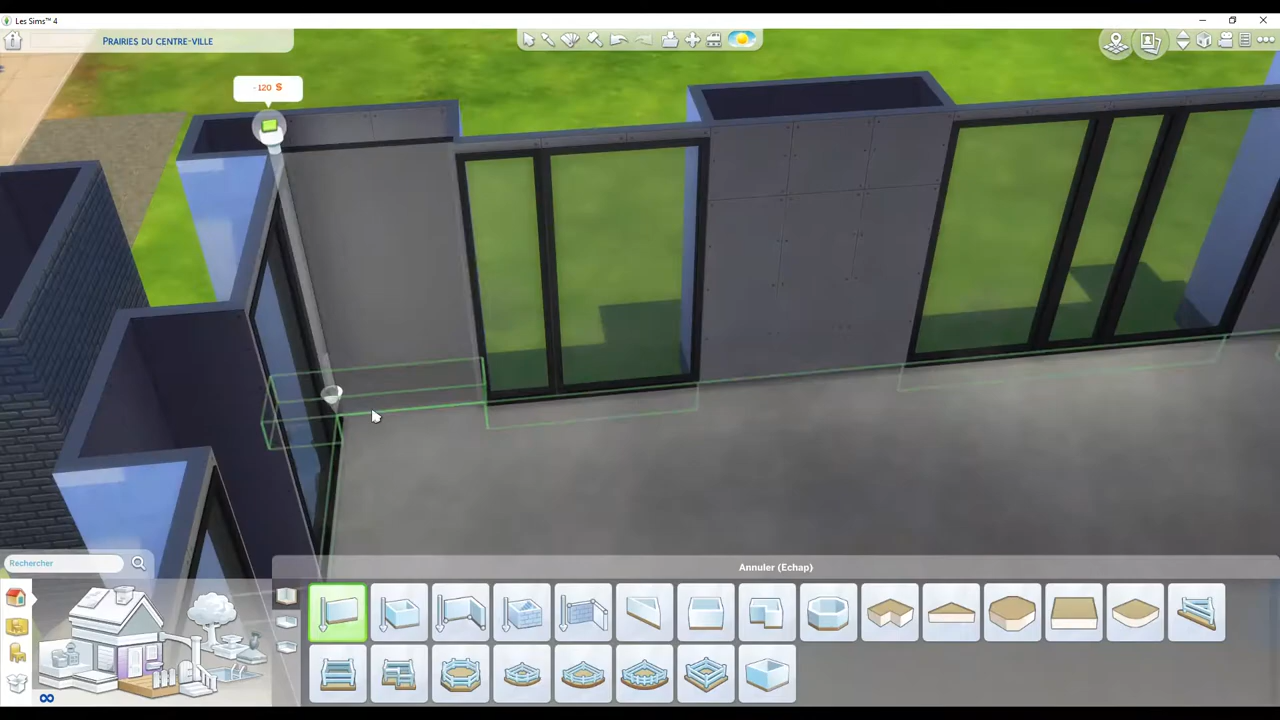 Les Sims™ 4
PRAIRIES DU CENTRE-VILLE
-120 $
Rechercher
Annuler (Echap)